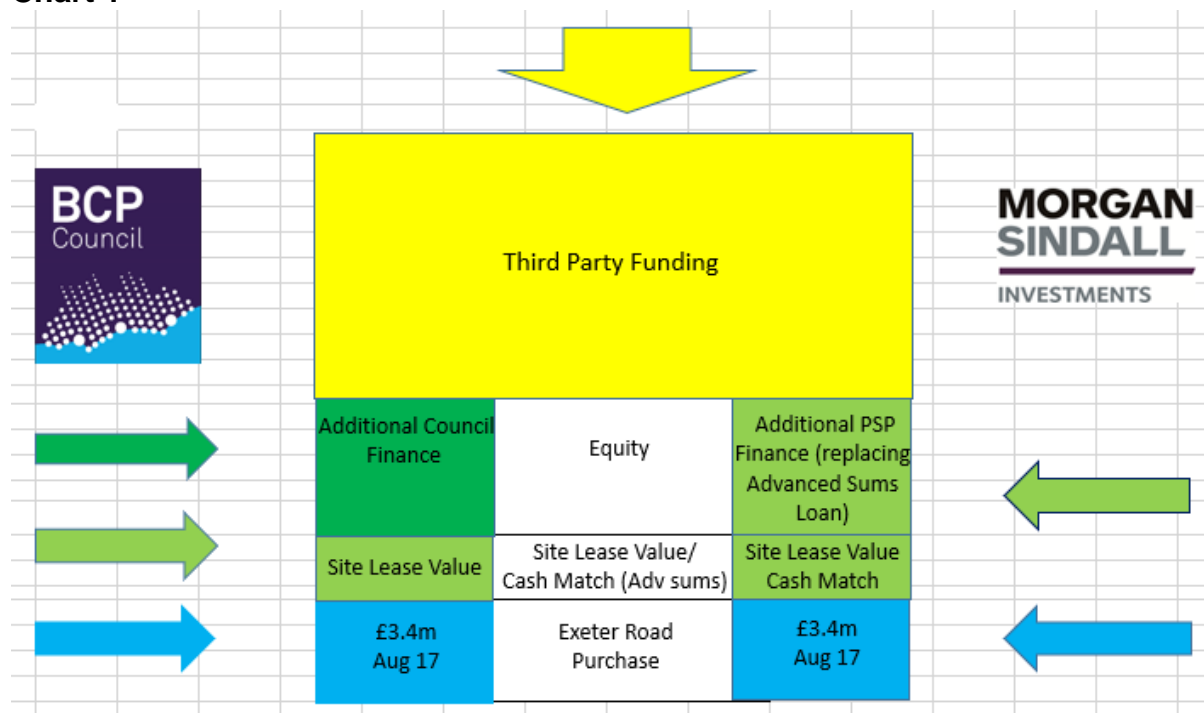 BCP
Council
MORGAN
SINDALL
INVESTMENTS
Third Party Funding
Additional Council
Finance
Equity
Additional PSP
Finance (replacing
Advanced Sums
Loan)
Site Lease Value
Site Lease Value/
Cash Match (Adv sums)
Site Lease Value
Cash Match
£3.4m
Aug 17
Exeter Road
Purchase
£3.4m
Aug 17